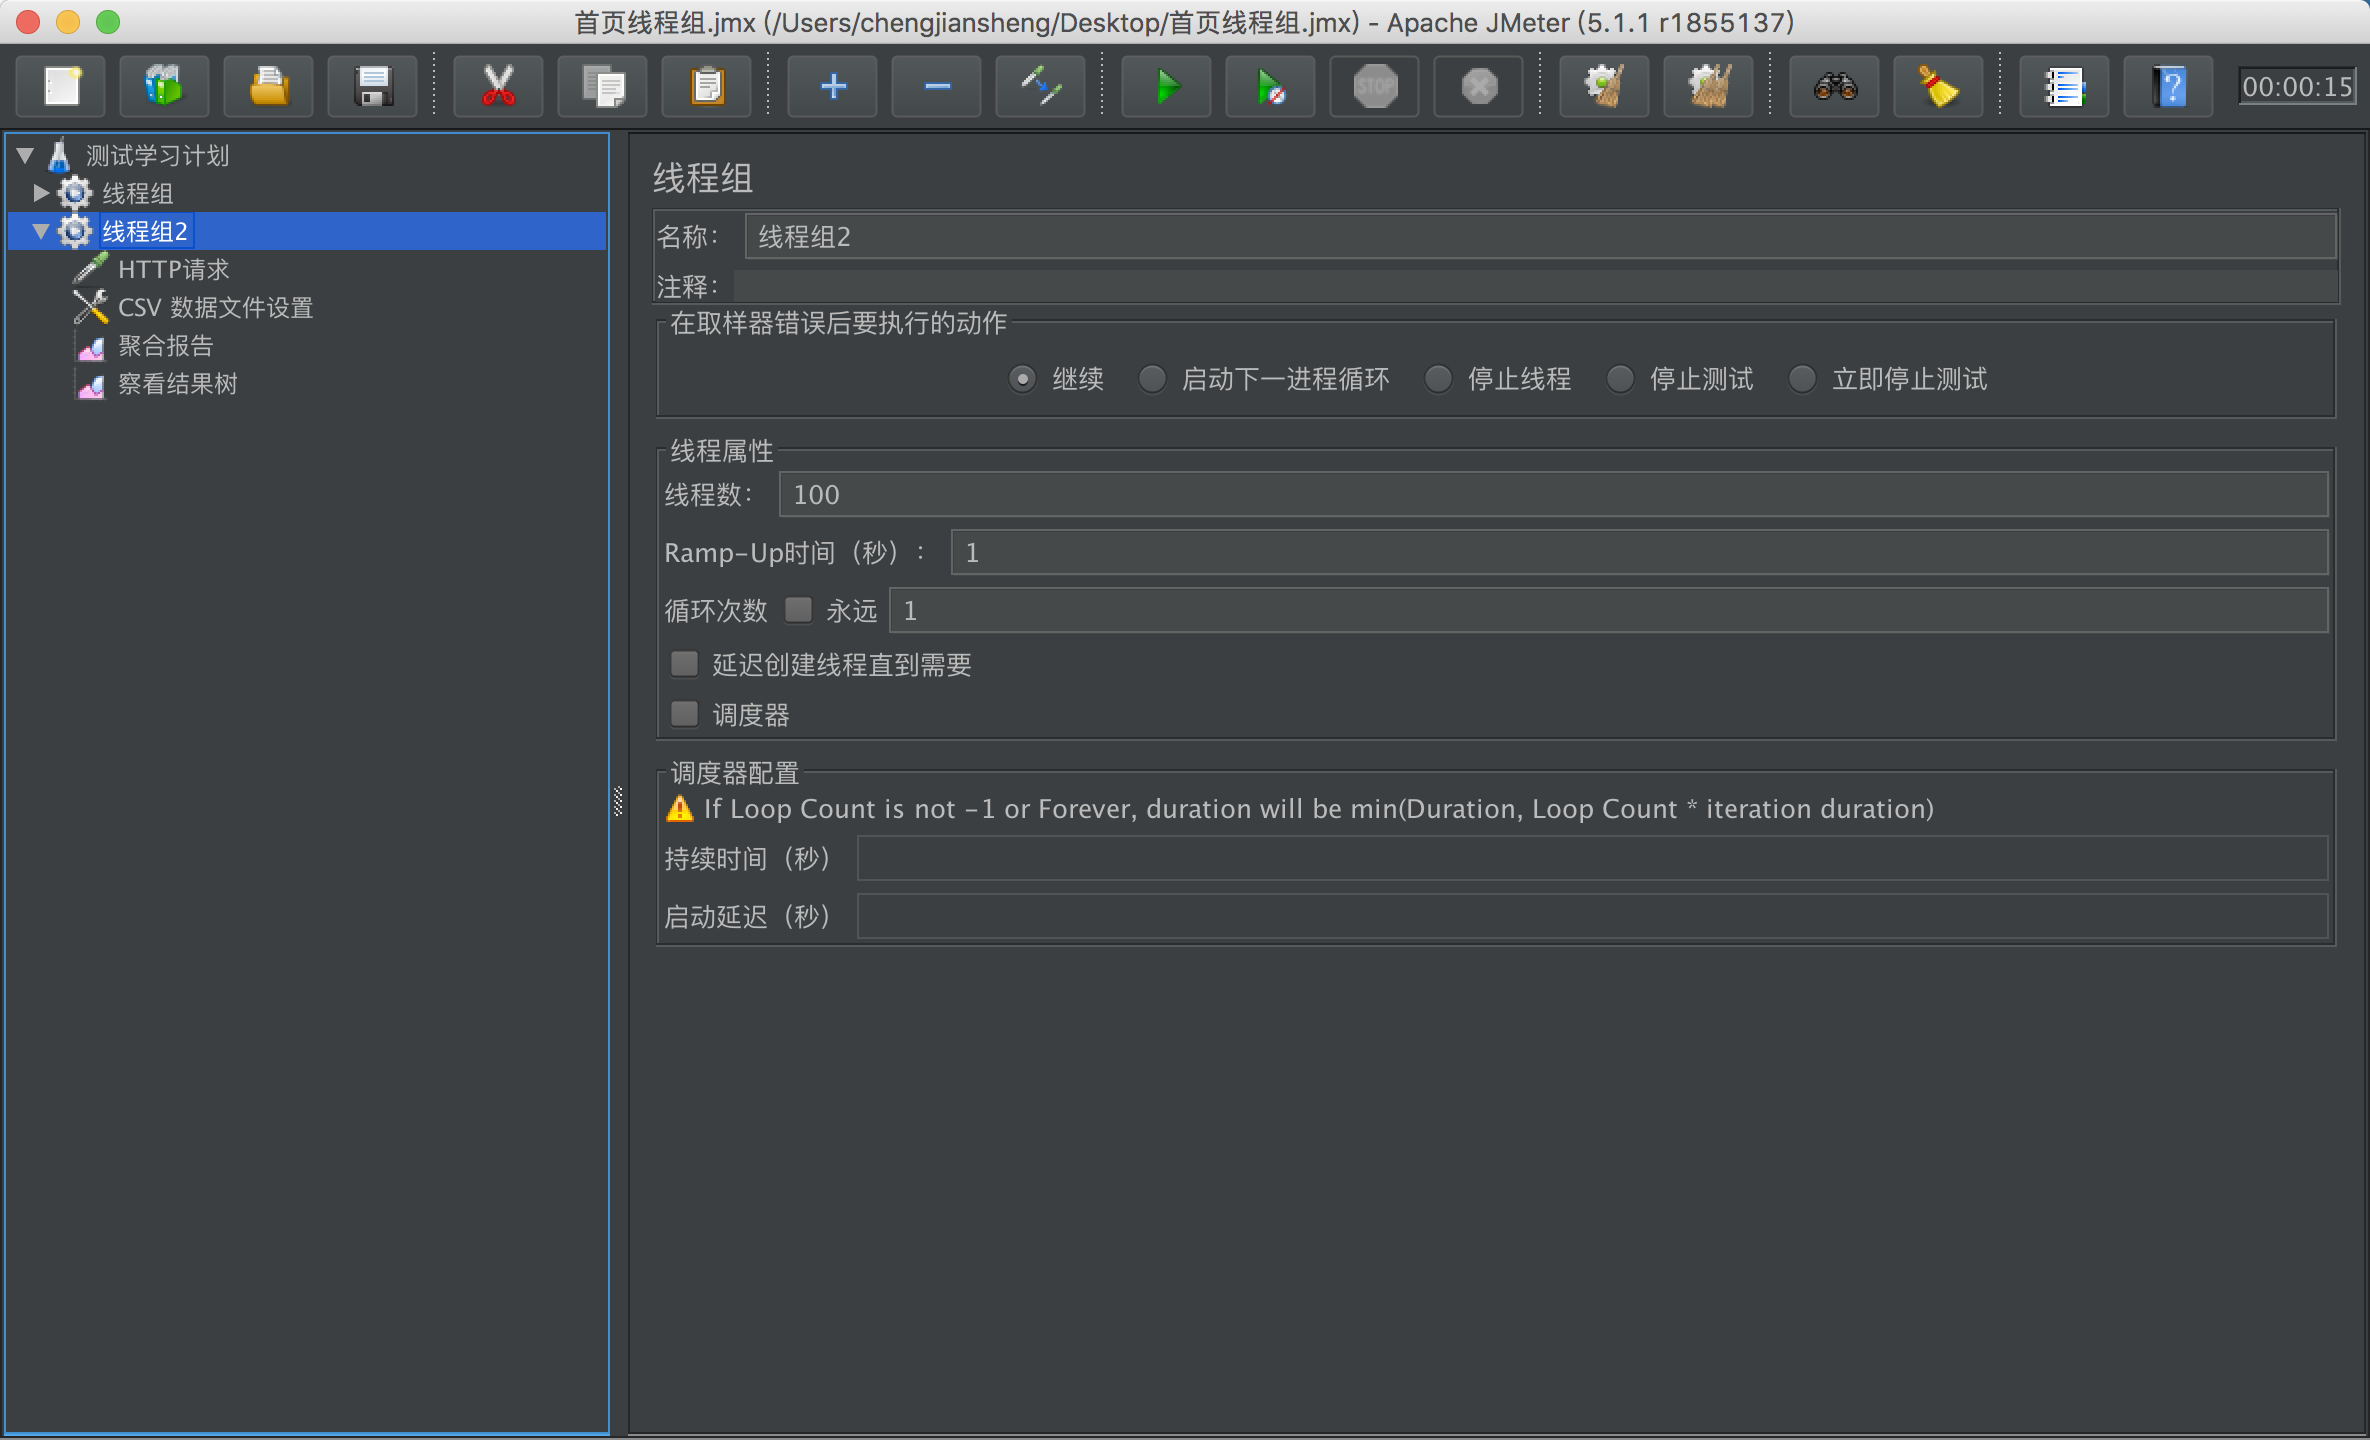 首页线程组.jmx (/Users/chengjiansheng/Desktop/首页线程组.jmx) - Apache JMeter (5.1.1 r1855137)
STOP
00:00:15
测试学习计划
线程组
线程组2
HTTP请求
CSV 数据文件设置
聚合报告
察看结果树
线程组
名称： 线程组2
注释：
在取样器错误后要执行的动作
继续 启动下一进程循环 停止线程 停止测试 立即停止测试
线程属性
线程数： 100
Ramp-Up时间（秒）： 1
循环次数 永远 1
延迟创建线程直到需要
调度器
调度器配置
If Loop Count is not -1 or Forever, duration will be min(Duration, Loop Count * iteration duration)
持续时间（秒）
启动延迟（秒）